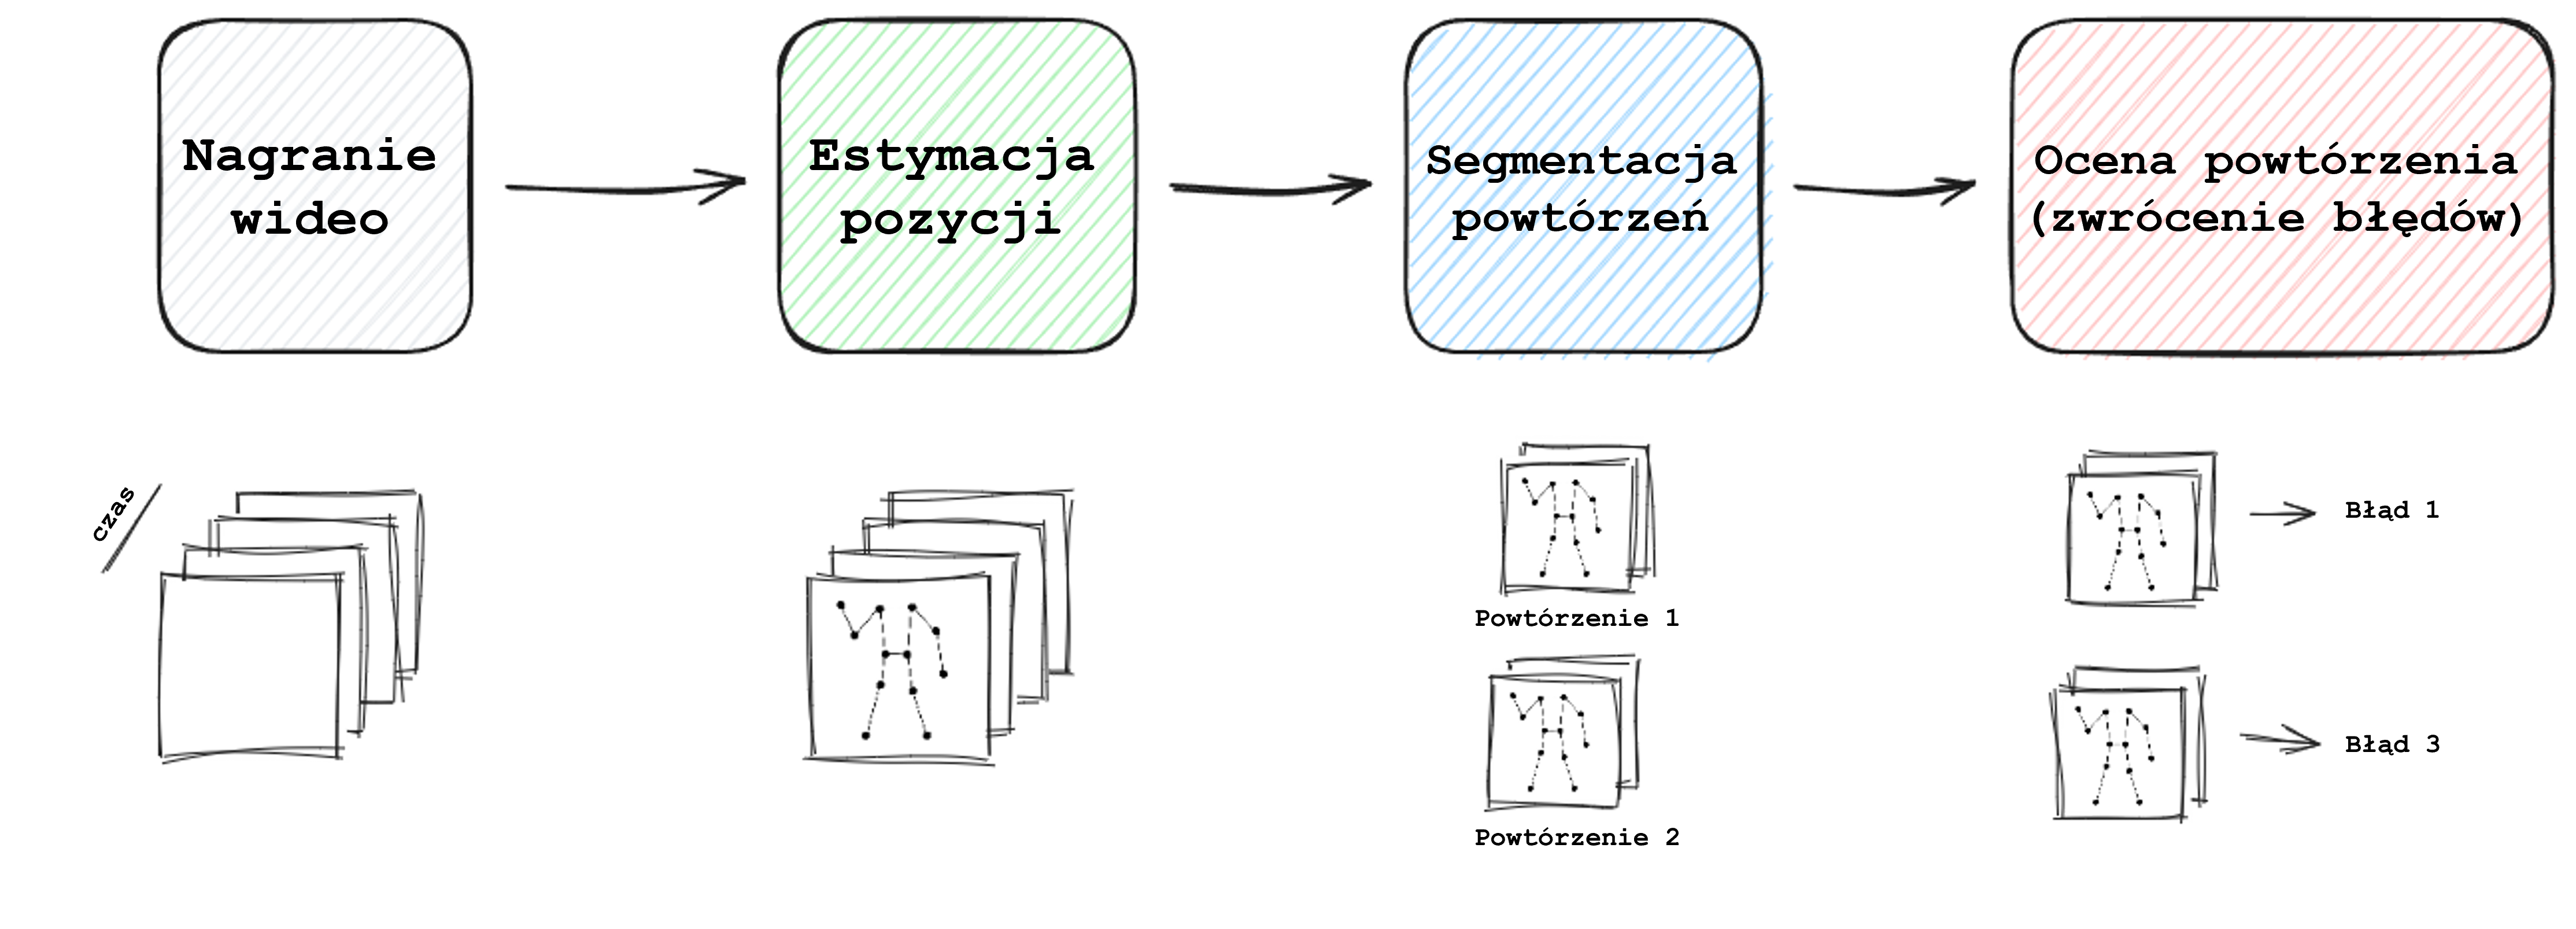 Nagranie
wideo
Estymacja
pozycji
Segmentacja
powtórzeń
Ocena powtórzenia
(zwrócenie błędów)
czas
Powtórzenie 1
Powtórzenie 2
Błąd 1
Błąd 3